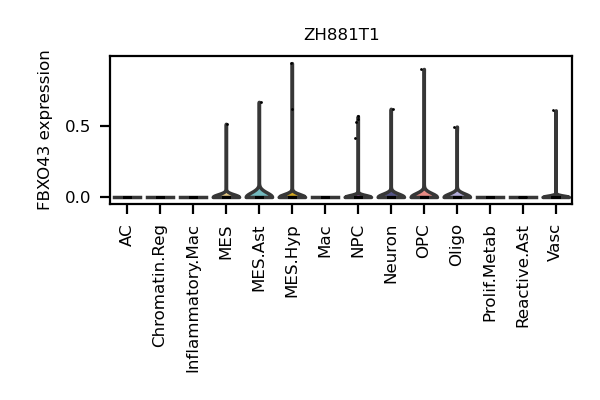 ZH881T1
FBXO43 expression
0.5
0.0
AC
Chromatin.Reg
Inflammatory.Mac
MES
MES.Ast
MES.Hyp
Mac
NPC
Neuron
OPC
Oligo
Prolif.Metab
Reactive.Ast
Vasc